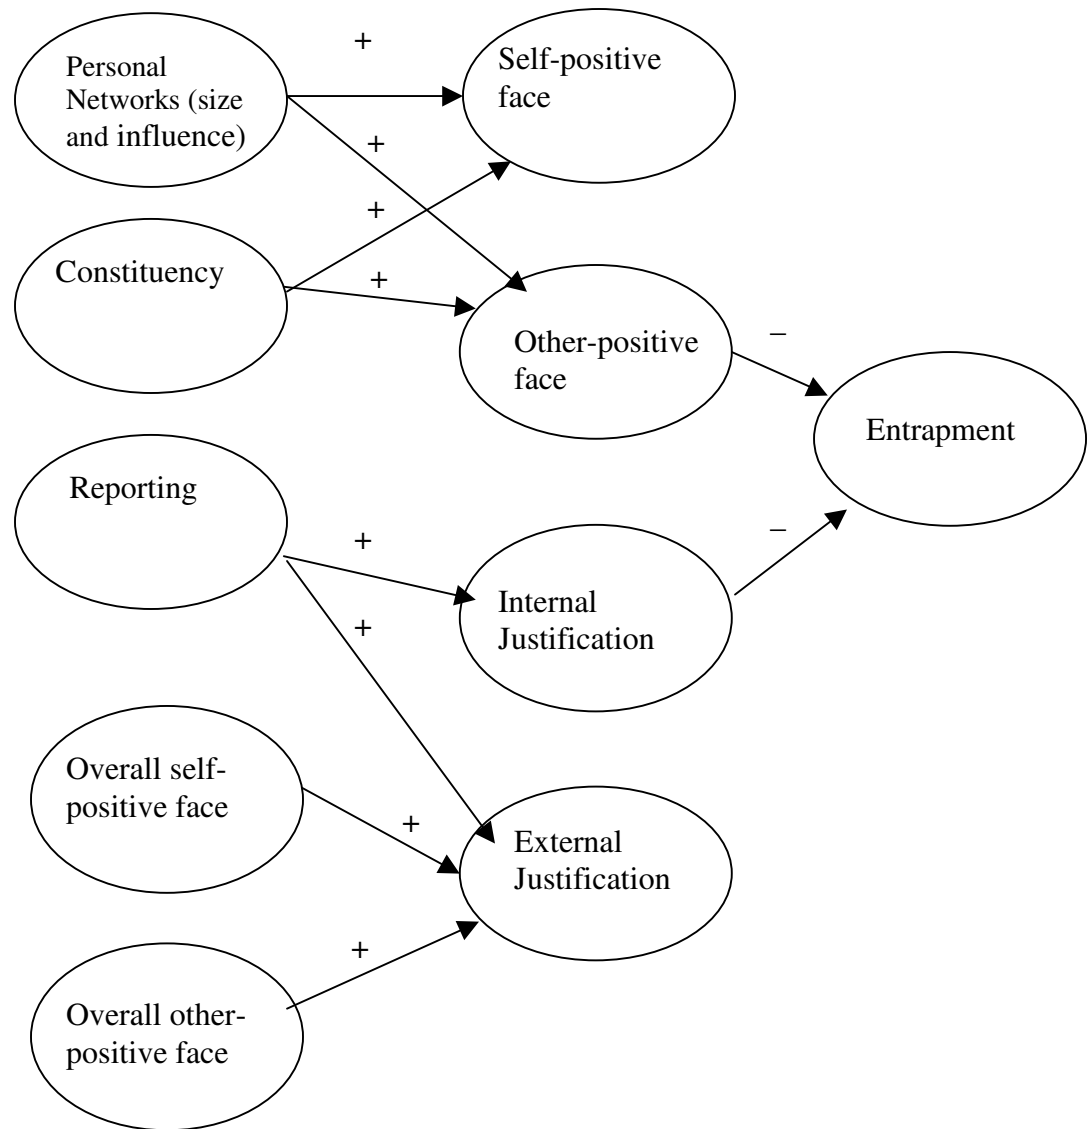 +
Personal
Networks (size
and influence)
Self-positive
face
+
+
Constituency
+
Other-positive
face
–
Entrapment
Reporting
+
Internal
Justification
–
+
Overall self-
positive face
+
External
Justification
+
Overall other-
positive face